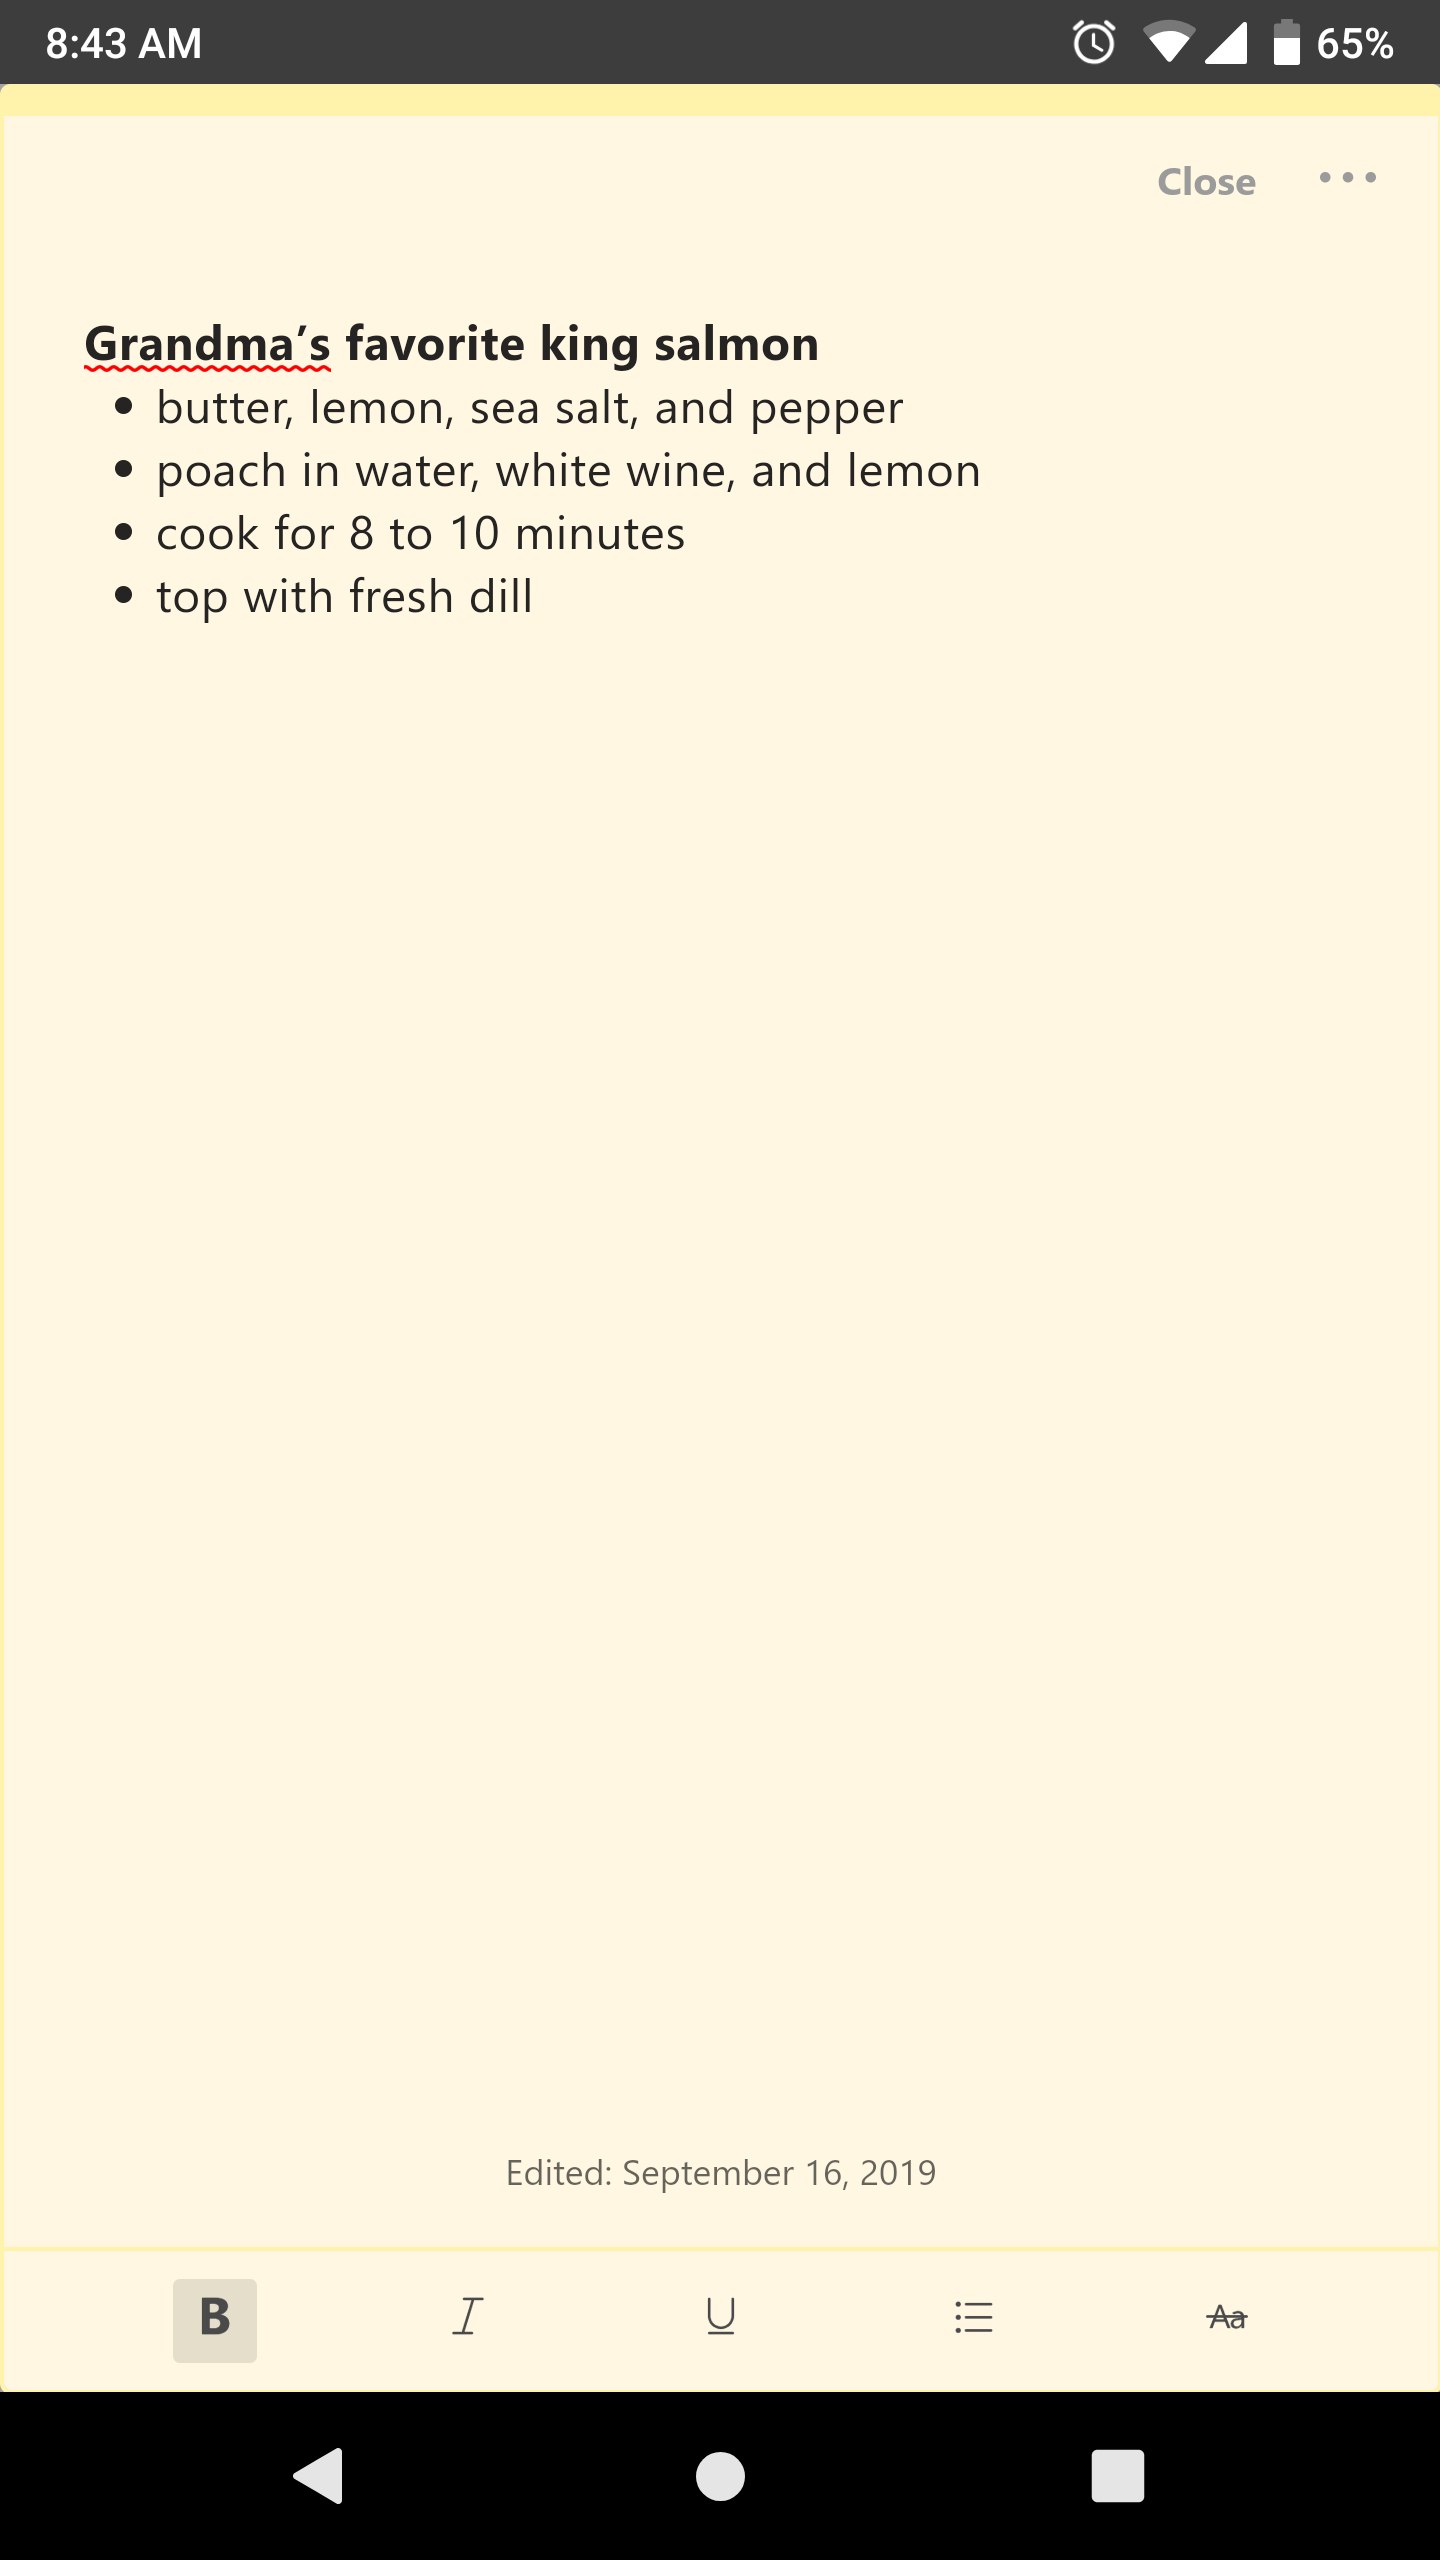 8:43 AM 65%
Close
Grandma’s favorite king salmon
• butter, lemon, sea salt, and pepper
• poach in water, white wine, and lemon
• cook for 8 to 10 minutes
• top with fresh dill
Edited: September 16, 2019
B I U Aa